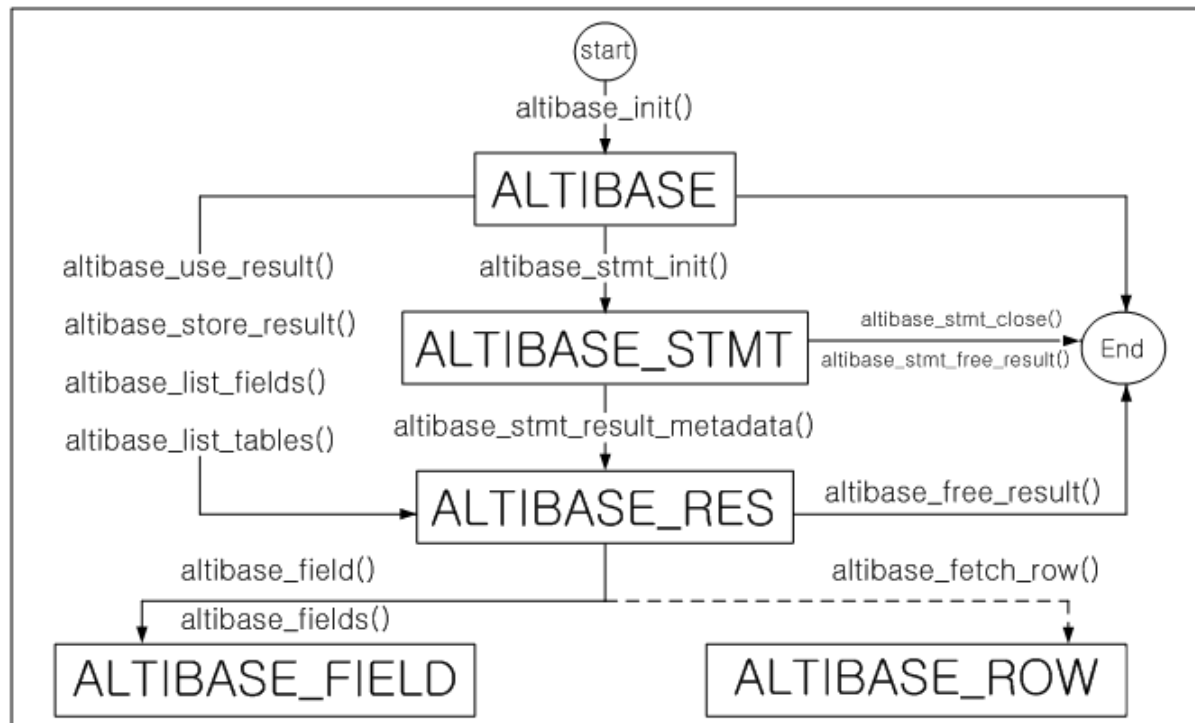 start
altibase_init()
ALTIBASE
altibase_use_result()
altibase_stmt_init()
altibase_store_result()
altibase_stmt_close()
ALTIBASE_STMT
End
altibase_stmt_free_result()
altibase_list_fields()
altibase_list_tables()
altibase_stmt_result_metadata()
ALTIBASE_RES
altibase_free_result()
altibase_field()
altibase_fetch_row()
altibase_fields()
ALTIBASE_FIELD
ALTIBASE_ROW